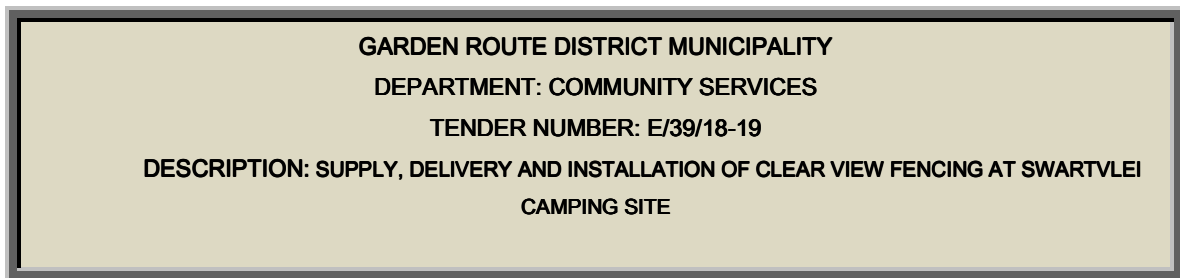 GARDEN ROUTE DISTRICT MUNICIPALITY
DEPARTMENT: COMMUNITY SERVICES
TENDER NUMBER: E/39/18-19
DESCRIPTION: SUPPLY, DELIVERY AND INSTALLATION OF CLEAR VIEW FENCING AT SWARTVLEI
CAMPING SITE